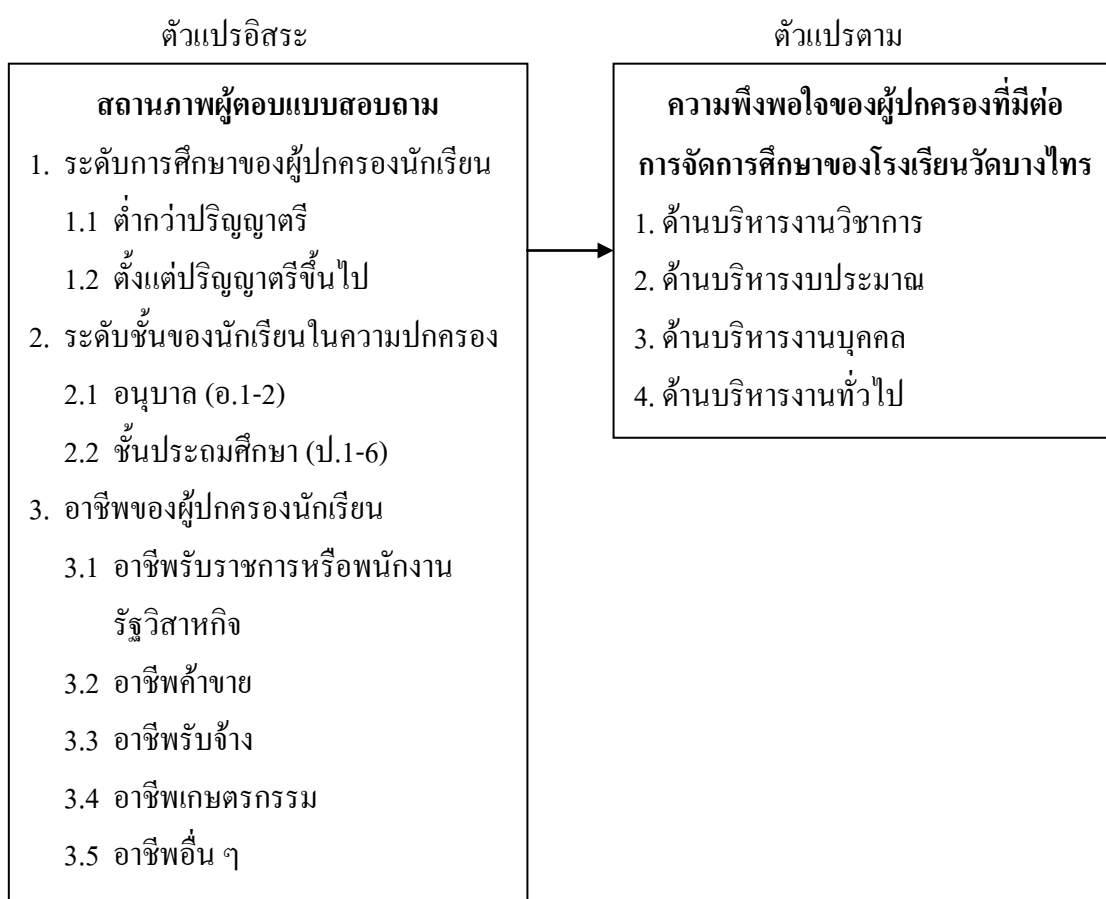 ตัวแปรอิสระ
สถานภาพผู้ตอบแบบสอบถาม
1. ระดับการศึกษาของผู้ปกครองนักเรียน
1.1 ต่ำกว่าปริญญาตรี
1.2 ตั้งแต่ปริญญาตรีขึ้นไป
2. ระดับชั้นของนักเรียนในความปกครอง
2.1 อนุบาล (อ.1-2)
2.2 ชั้นประถมศึกษา (ป.1-6)
3. อาชีพของผู้ปกครองนักเรียน
3.1 อาชีพรับราชการหรือพนักงาน
รัฐวิสาหกิจ
3.2 อาชีพค้าขาย
3.3 อาชีพรับจ้าง
3.4 อาชีพเกษตรกรรม
3.5 อาชีพอื่น ๆ
ตัวแปรตาม
ความพึงพอใจของผู้ปกครองที่มีต่อ
การจัดการศึกษาของโรงเรียนวัดบางไทร
1. ด้านบริหารงานวิชาการ
2. ด้านบริหารงบประมาณ
3. ด้านบริหารงานบุคคล
4. ด้านบริหารงานทั่วไป